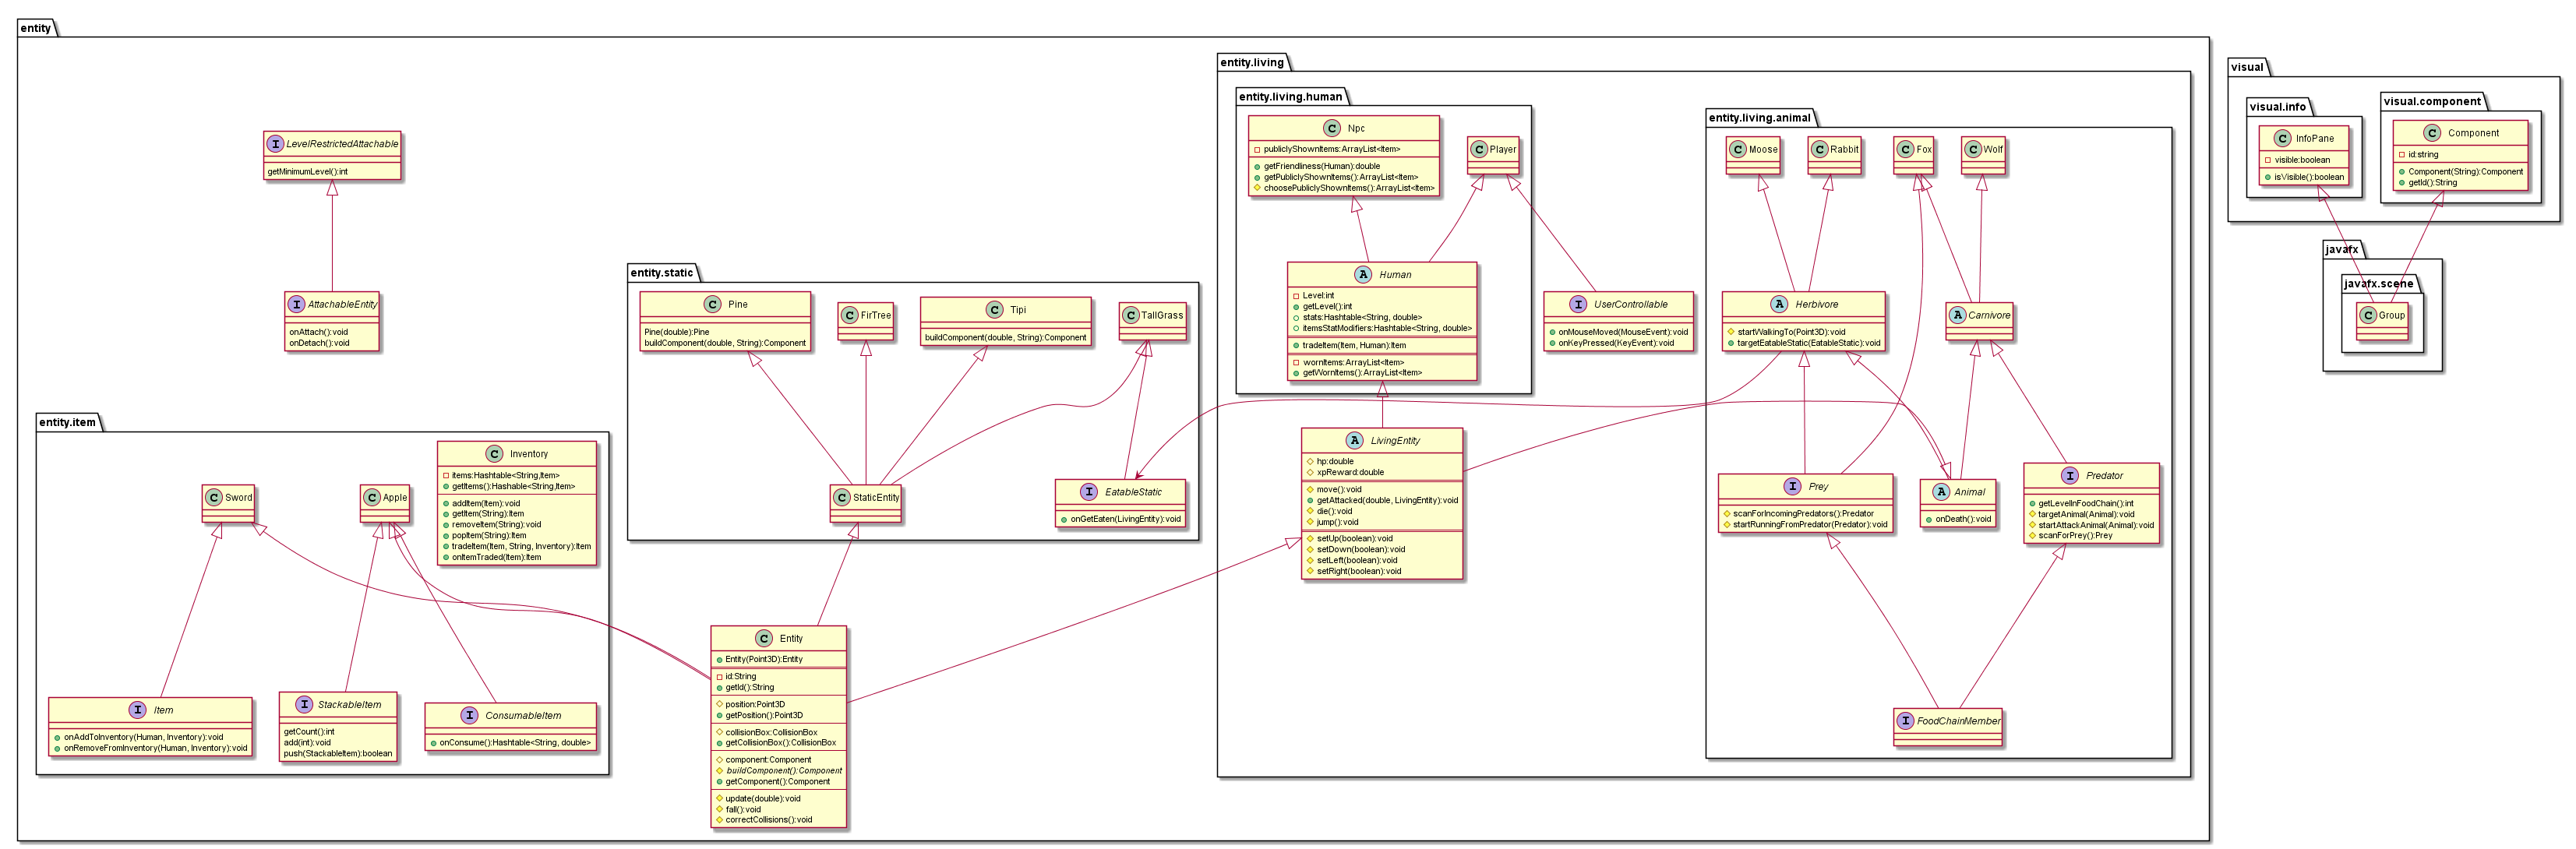 entity
I LevelRestrictedAttachable
getMinimumLevel():int
I AttachableEntity
onAttach():void
onDetach():void
entity.item
C Inventory
items:Hashtable<String,Item>
getItems():Hashable<String,Item>
addItem(Item):void
getItem(String):Item
removeItem(String):void
popItem(String):Item
tradeItem(Item, String, Inventory):Item
onItemTraded(Item):Item
C Sword
C Apple
I Item
onAddToInventory(Human, Inventory):void
onRemoveFromInventory(Human, Inventory):void
I StackableItem
getCount():int
add(int):void
push(StackableItem):boolean
I ConsumableItem
onConsume():Hashtable<String, double>
entity.static
C Pine
Pine(double):Pine
buildComponent(double, String):Component
C FirTree
C Tipi
buildComponent(double, String):Component
C TallGrass
C StaticEntity
I EatableStatic
onGetEaten(LivingEntity):void
C Entity
Entity(Point3D):Entity
id:String
getId():String
position:Point3D
getPosition():Point3D
collisionBox:CollisionBox
getCollisionBox():CollisionBox
component:Component
buildComponent():Component
getComponent():Component
update(double):void
fall():void
correctCollisions():void
entity.living
entity.living.human
C Npc
publiclyShownItems:ArrayList<Item>
getFriendliness(Human):double
getPubliclyShownItems():ArrayList<Item>
choosePubliclyShownItems():ArrayList<Item>
C Player
A Human
Level:int
getLevel():int
stats:Hashtable<String, double>
itemsStatModifiers:Hashtable<String, double>
tradeItem(Item, Human):Item
wornItems:ArrayList<Item>
getWornItems():ArrayList<Item>
I UserControllable
onMouseMoved(MouseEvent):void
onKeyPressed(KeyEvent):void
A LivingEntity
hp:double
xpReward:double
move():void
getAttacked(double, LivingEntity):void
die():void
jump():void
setUp(boolean):void
setDown(boolean):void
setLeft(boolean):void
setRight(boolean):void
entity.living.animal
C Moose
C Rabbit
C Fox
C Wolf
A Herbivore
startWalkingTo(Point3D):void
targetEatableStatic(EatableStatic):void
A Carnivore
I Prey
scanForIncomingPredators():Predator
startRunningFromPredator(Predator):void
A Animal
onDeath():void
I Predator
getLevelInFoodChain():int
targetAnimal(Animal):void
startAttackAnimal(Animal):void
scanForPrey():Prey
I FoodChainMember
visual
visual.info
C InfoPane
visible:boolean
isVisible():boolean
visual.component
C Component
id:string
Component(String):Component
getId():String
javafx
javafx.scene
C Group